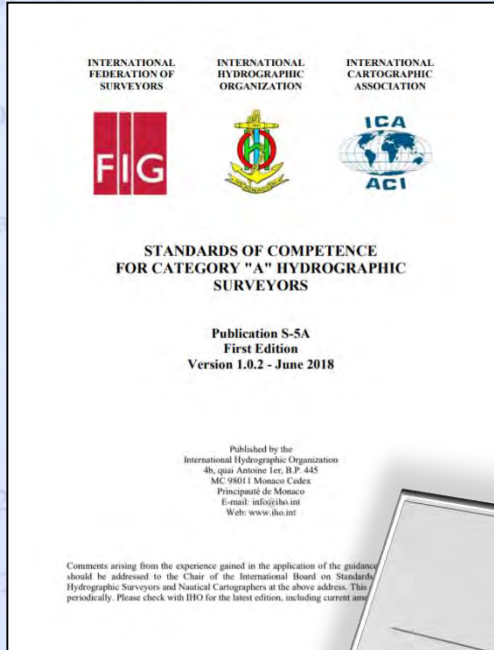 INTERNATIONAL
FEDERATION OF
SURVEYORS
INTERNATIONAL
HYDROGRAPHIC
ORGANIZATION
INTERNATIONAL
CARTOGRAPHIC
ASSOCIATION
FIG
ICA
ACI
STANDARDS OF COMPETENCE
FOR CATEGORY "A" HYDROGRAPHIC
SURVEYORS
Publication S-5A
First Edition
Version 1.0.2 - June 2018
Published by the
International Hydrographic Organization
4b, quai Antoine 1er, B.P. 445
MC 98011 Monaco Cedex
Principauté de Monaco
E-mail: info@iho.int
Web: www.iho.int
Comments arising from the experience gained in the application of the guidance
should be addressed to the Chair of the International Board on Standards
Hydrographic Surveyors and Nautical Cartographers at the above address. This
periodically. Please check with IHO for the latest edition, including current